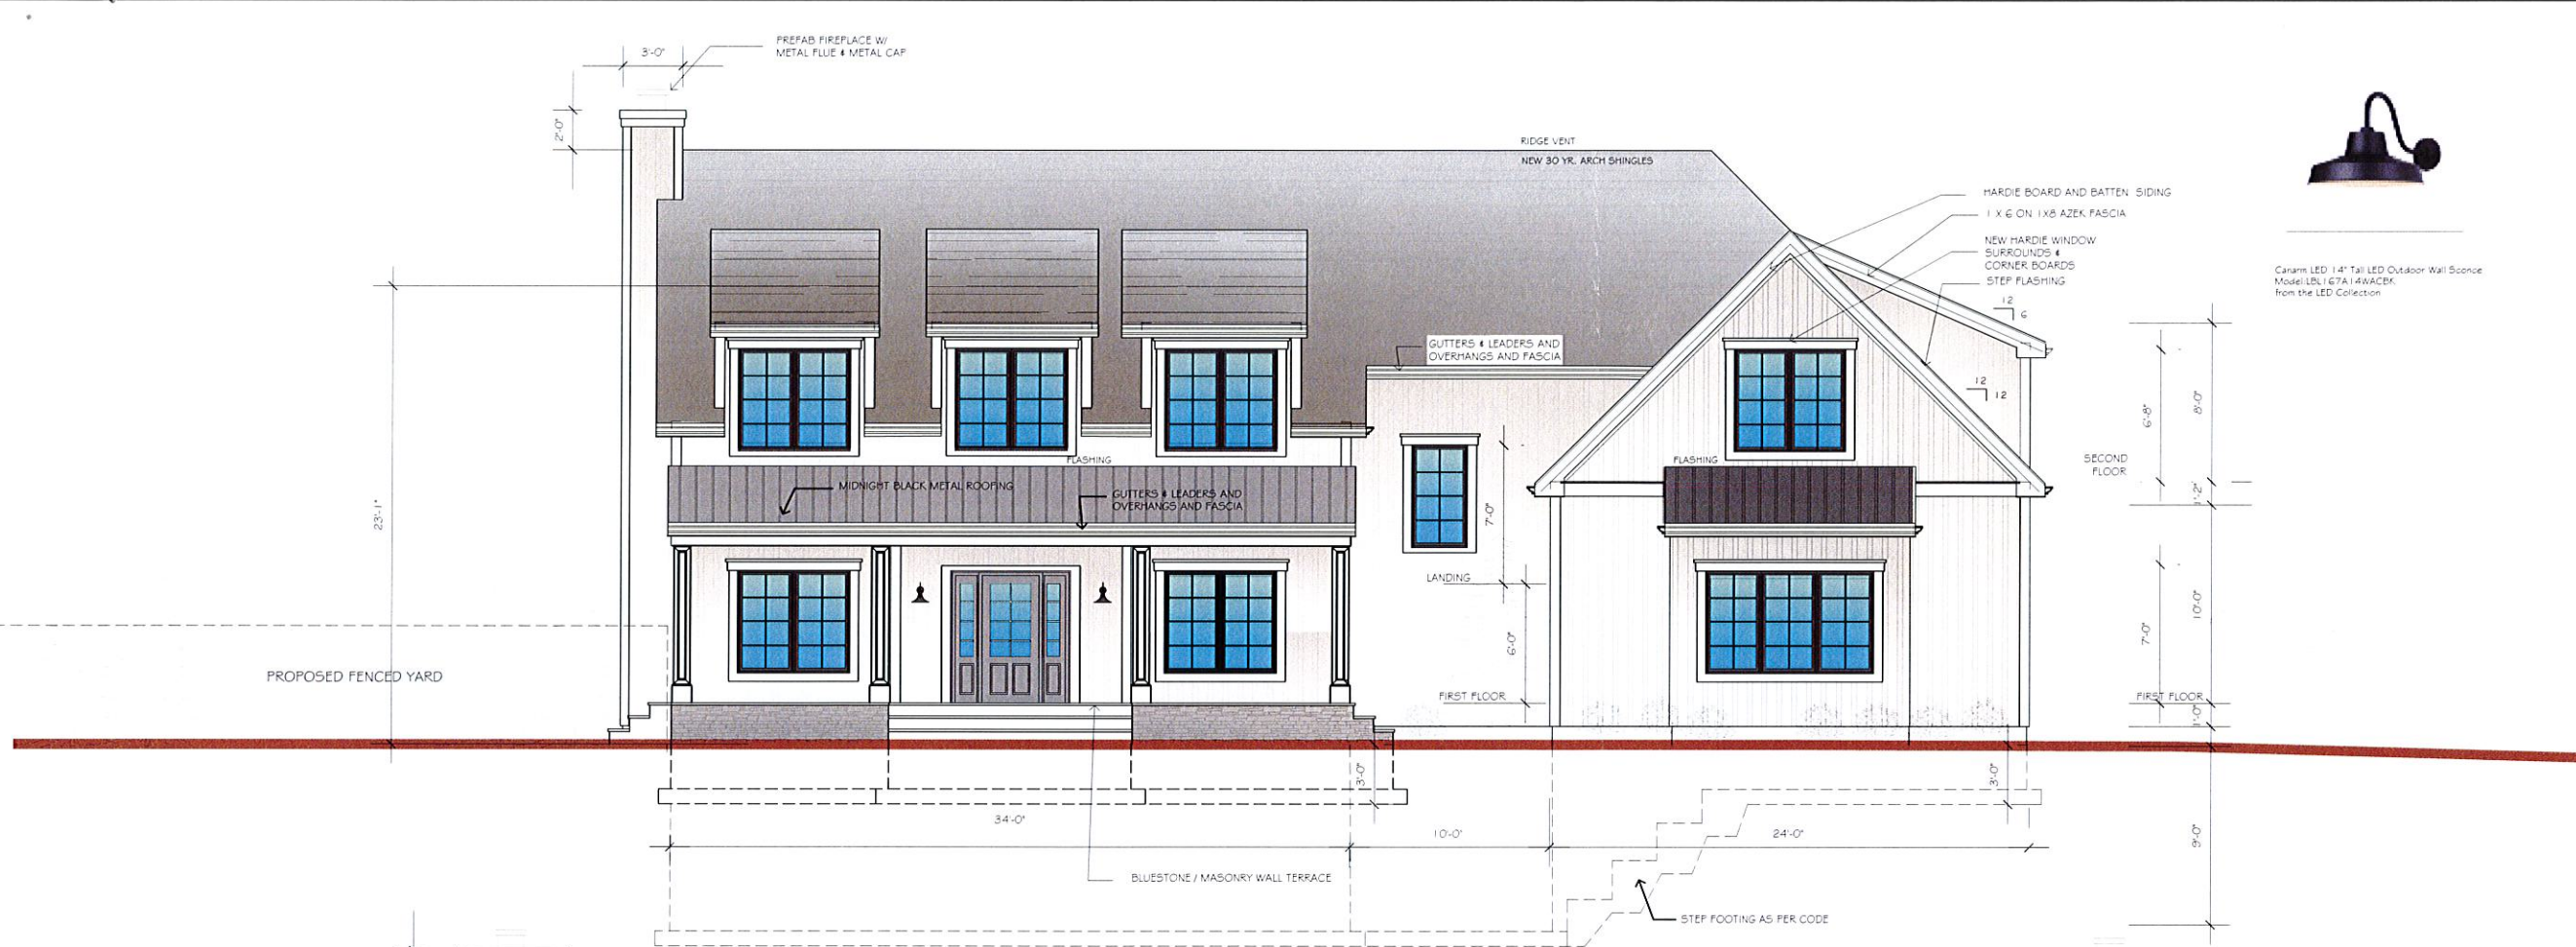 3'-0"
PREFAB FIREPLACE W/
METAL FLUE & METAL CAP
2'-0"
RIDGE VENT
NEW 30 YR. ARCH SHINGLES
HARDIE BOARD AND BATTEN SIDING
1 X 6 ON 1X8 AZEK FASCIA
NEW HARDIE WINDOW
SURROUNDS &
CORNER BOARDS
STEP FLASHING
12
6
12
12
Canarm LED 14" Tall LED Outdoor Wall Sconce
Model:LBL167A14WACBK
from the LED Collection
GUTTERS & LEADERS AND
OVERHANGS AND FASCIA
23'-1"
FLASHING
FLASHING
MIDNIGHT BLACK METAL ROOFING
GUTTERS & LEADERS AND
OVERHANGS AND FASCIA
7'-0"
LANDING
6'-0"
FIRST FLOOR
SECOND
FLOOR
6'-8"
8'-0"
1'-2"
10'-0"
7'-0"
FIRST FLOOR
1'-0"
9'-0"
PROPOSED FENCED YARD
3'-0"
3'-0"
34'-0"
10'-0"
24'-0"
BLUESTONE / MASONRY WALL TERRACE
STEP FOOTING AS PER CODE